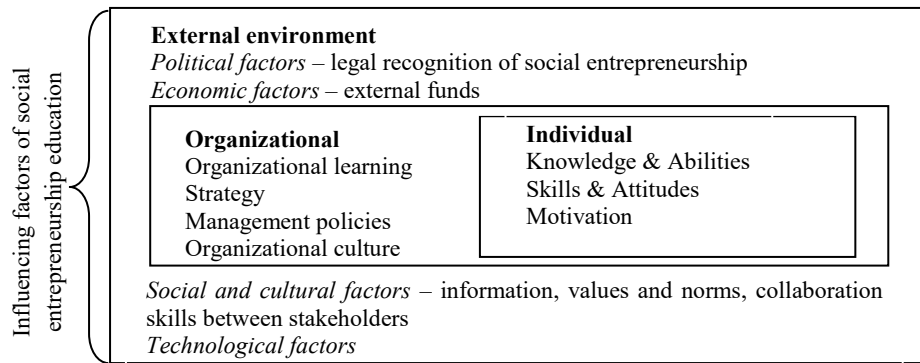 Influencing factors of social
entrepreneurship education
External environment
Political factors – legal recognition of social entrepreneurship
Economic factors – external funds
Organizational
Organizational learning
Strategy
Management policies
Organizational culture
Individual
Knowledge & Abilities
Skills & Attitudes
Motivation
Social and cultural factors – information, values and norms, collaboration
skills between stakeholders
Technological factors